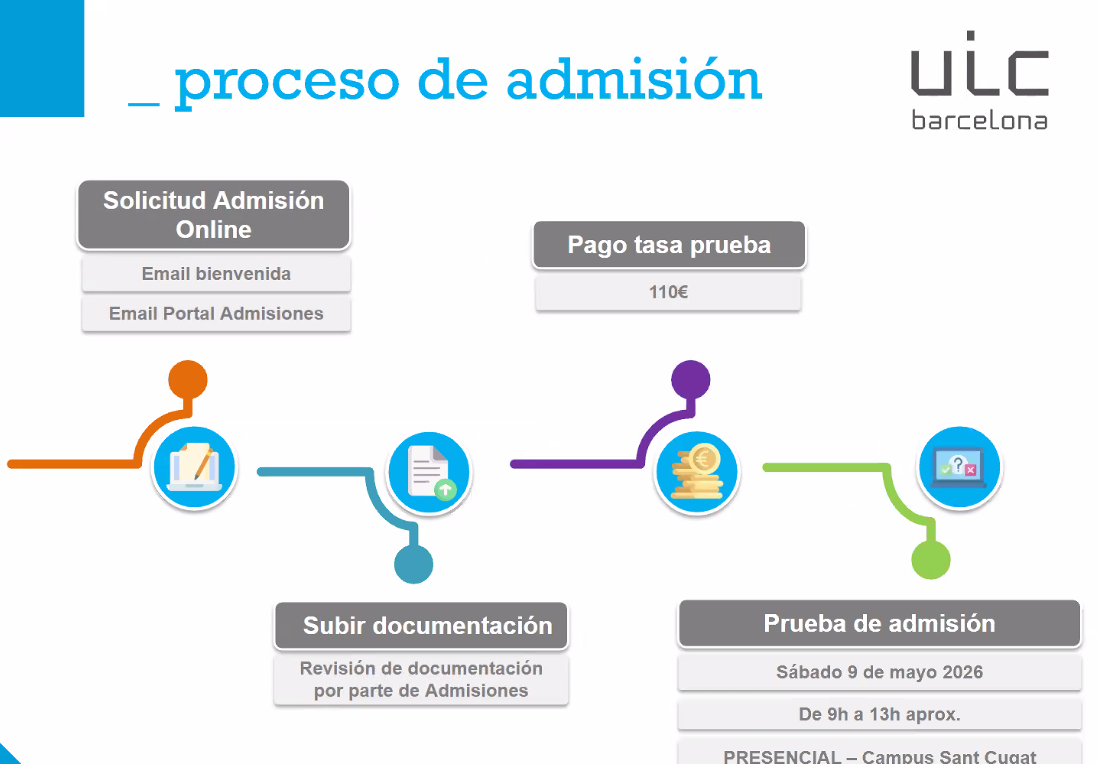 _ proceso de admisión
uic
barcelona
Solicitud Admisión
Online
Email bienvenida
Email Portal Admisiones
Pago tasa prueba
110€
Subir documentación
Revisión de documentación
por parte de Admisiones
Prueba de admisión
Sábado 9 de mayo 2026
De 9h a 13h aprox.
PRESENCIAL – Campus Sant Cugat